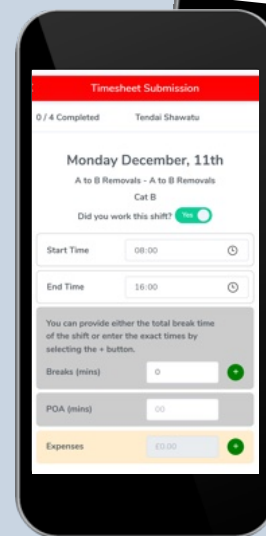 Timesheet Submission
0 / 4 Completed Tendai Shawatu
Monday December, 11th
A to B Removals - A to B Removals
Cat B
Did you work this shift? Yes
Start Time 08:00
End Time 16:00
You can provide either the total break time
of the shift or enter the exact times by
selecting the + button.
Breaks (mins) 0 +
POA (mins) 00
Expenses £0.00 +